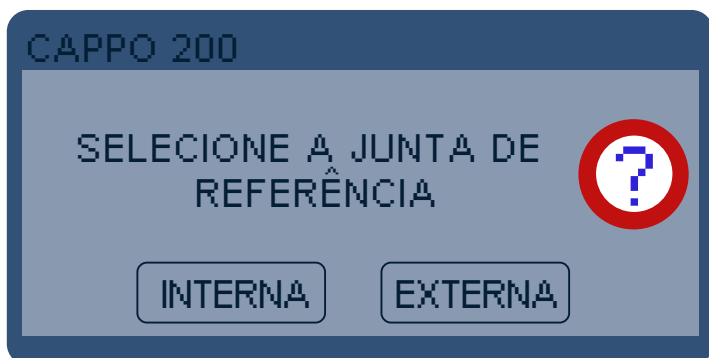 CAPPO 200
SELECIONE A JUNTA DE
REFERÊNCIA
?
INTERNA
EXTERNA